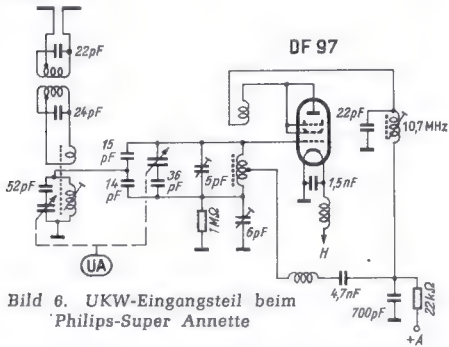 22pF
DF 97
24pF
22pF
10,7 MHz
15
pF
52pF
14
pF
36
pF
5pF
1,5nF
1MΩ
6pF
H
UA
4,7nF
700pF
22kΩ
+A
Bild 6. UKW-Eingangsteil beim
Philips-Super Annette